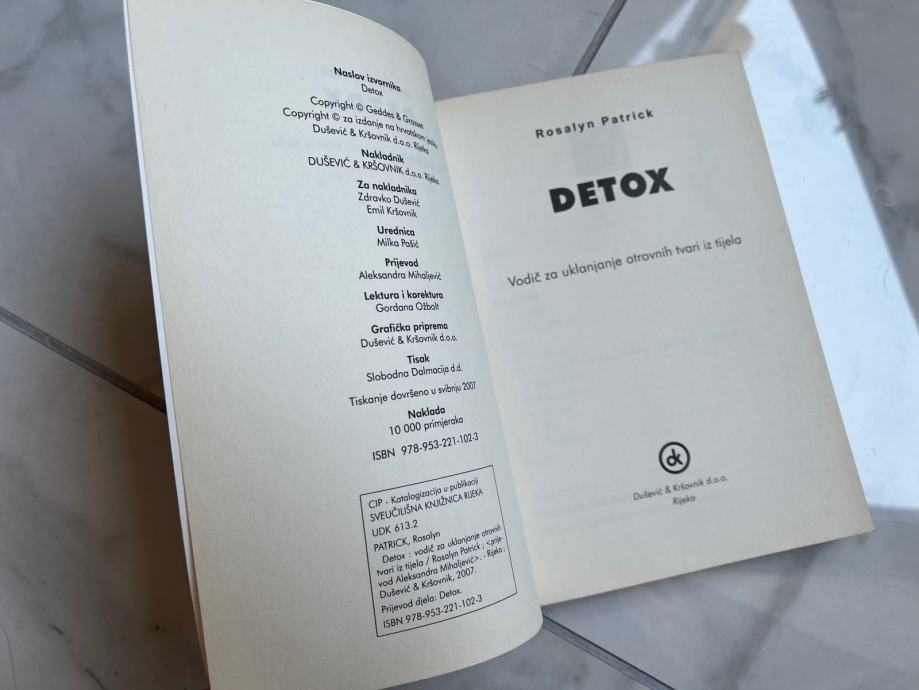 Naslov izvornika
Detox
Copyright © Geddes & Grosset
Copyright © za izdanje na hrvatskom jeziku
Dušević & Kršovnik d.o.o. Rijeka
Nakladnik
DUŠEVIĆ & KRŠOVNIK d.o.o. Rijeka
Za nakladnika
Zdravko Dušević
Emil Kršovnik
Urednica
Milka Pašić
Prijevod
Aleksandra Mihaljević
Lektura i korektura
Gordana Ožbolt
Grafička priprema
Dušević & Kršovnik d.o.o.
Tisak
Slobodna Dalmacija d.d.
Tiskanje dovršeno u svibnju 2007
Naklada
10 000 primjeraka
ISBN 978-953-221-102-3
CIP - Katalogizacija u publikaciji
SVEUČILIŠNA KNJIŽNICA RIJEKA
UDK 613.2
PATRICK, Rosalyn
Detox : vodič za uklanjanje otrovnih
tvari iz tijela / Rosalyn Patrick ; <prije-
vod Aleksandra Mihaljević>. - Rijeka ;
Dušević & Kršovnik, 2007.
Prijevod djela: Detox.
ISBN 978-953-221-102-3
Rosalyn Patrick
DETOX
Vodič za uklanjanje otrovnih tvari iz tijela
dk
Dušević & Kršovnik d.o.o.
Rijeka